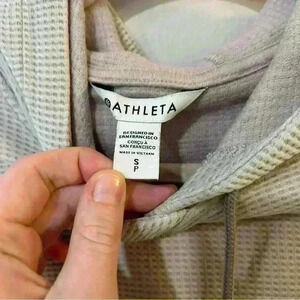 ATHLETA
DESIGNED IN
SAN FRANCISCO
CONÇU À
SAN FRANCISCO
MADE IN VIETNAM
S
P